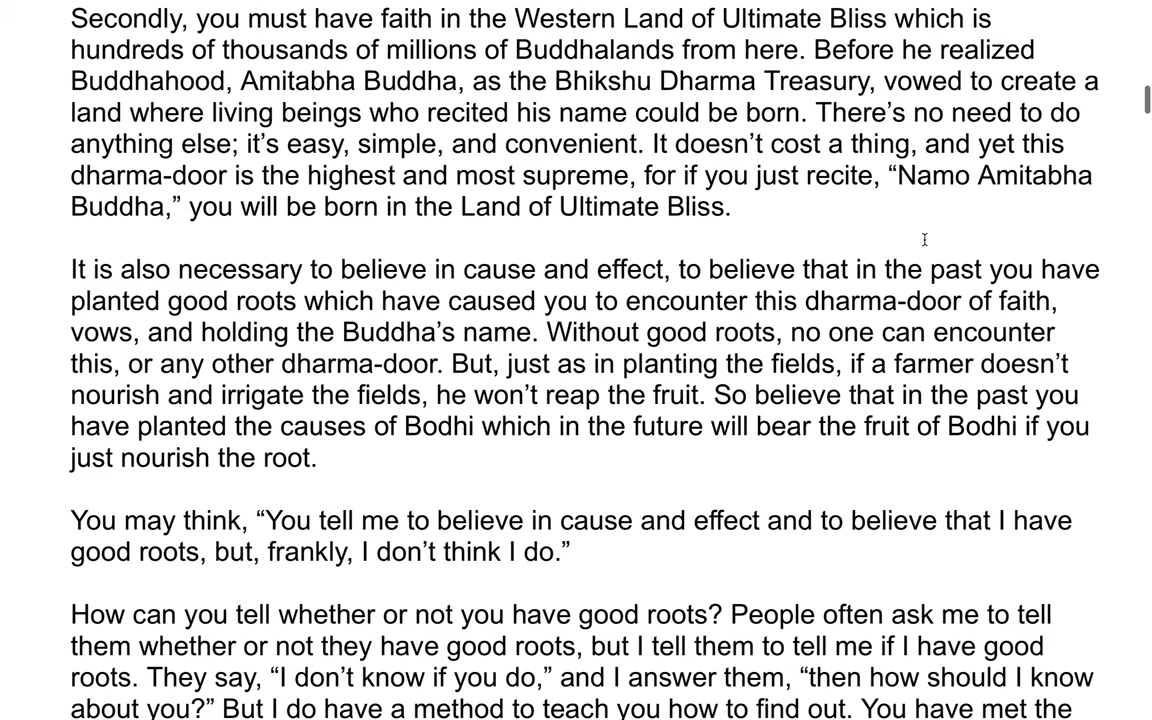 Secondly, you must have faith in the Western Land of Ultimate Bliss which is
hundreds of thousands of millions of Buddhalands from here. Before he realized
Buddhahood, Amitabha Buddha, as the Bhikshu Dharma Treasury, vowed to create a
land where living beings who recited his name could be born. There’s no need to do
anything else; it’s easy, simple, and convenient. It doesn’t cost a thing, and yet this
dharma-door is the highest and most supreme, for if you just recite, “Namo Amitabha
Buddha,” you will be born in the Land of Ultimate Bliss.
It is also necessary to believe in cause and effect, to believe that in the past you have
planted good roots which have caused you to encounter this dharma-door of faith,
vows, and holding the Buddha’s name. Without good roots, no one can encounter
this, or any other dharma-door. But, just as in planting the fields, if a farmer doesn’t
nourish and irrigate the fields, he won’t reap the fruit. So believe that in the past you
have planted the causes of Bodhi which in the future will bear the fruit of Bodhi if you
just nourish the root.
You may think, “You tell me to believe in cause and effect and to believe that I have
good roots, but, frankly, I don’t think I do.”
How can you tell whether or not you have good roots? People often ask me to tell
them whether or not they have good roots, but I tell them to tell me if I have good
roots. They say, “I don’t know if you do,” and I answer them, “then how should I know
about you?” But I do have a method to teach you how to find out. You have met the